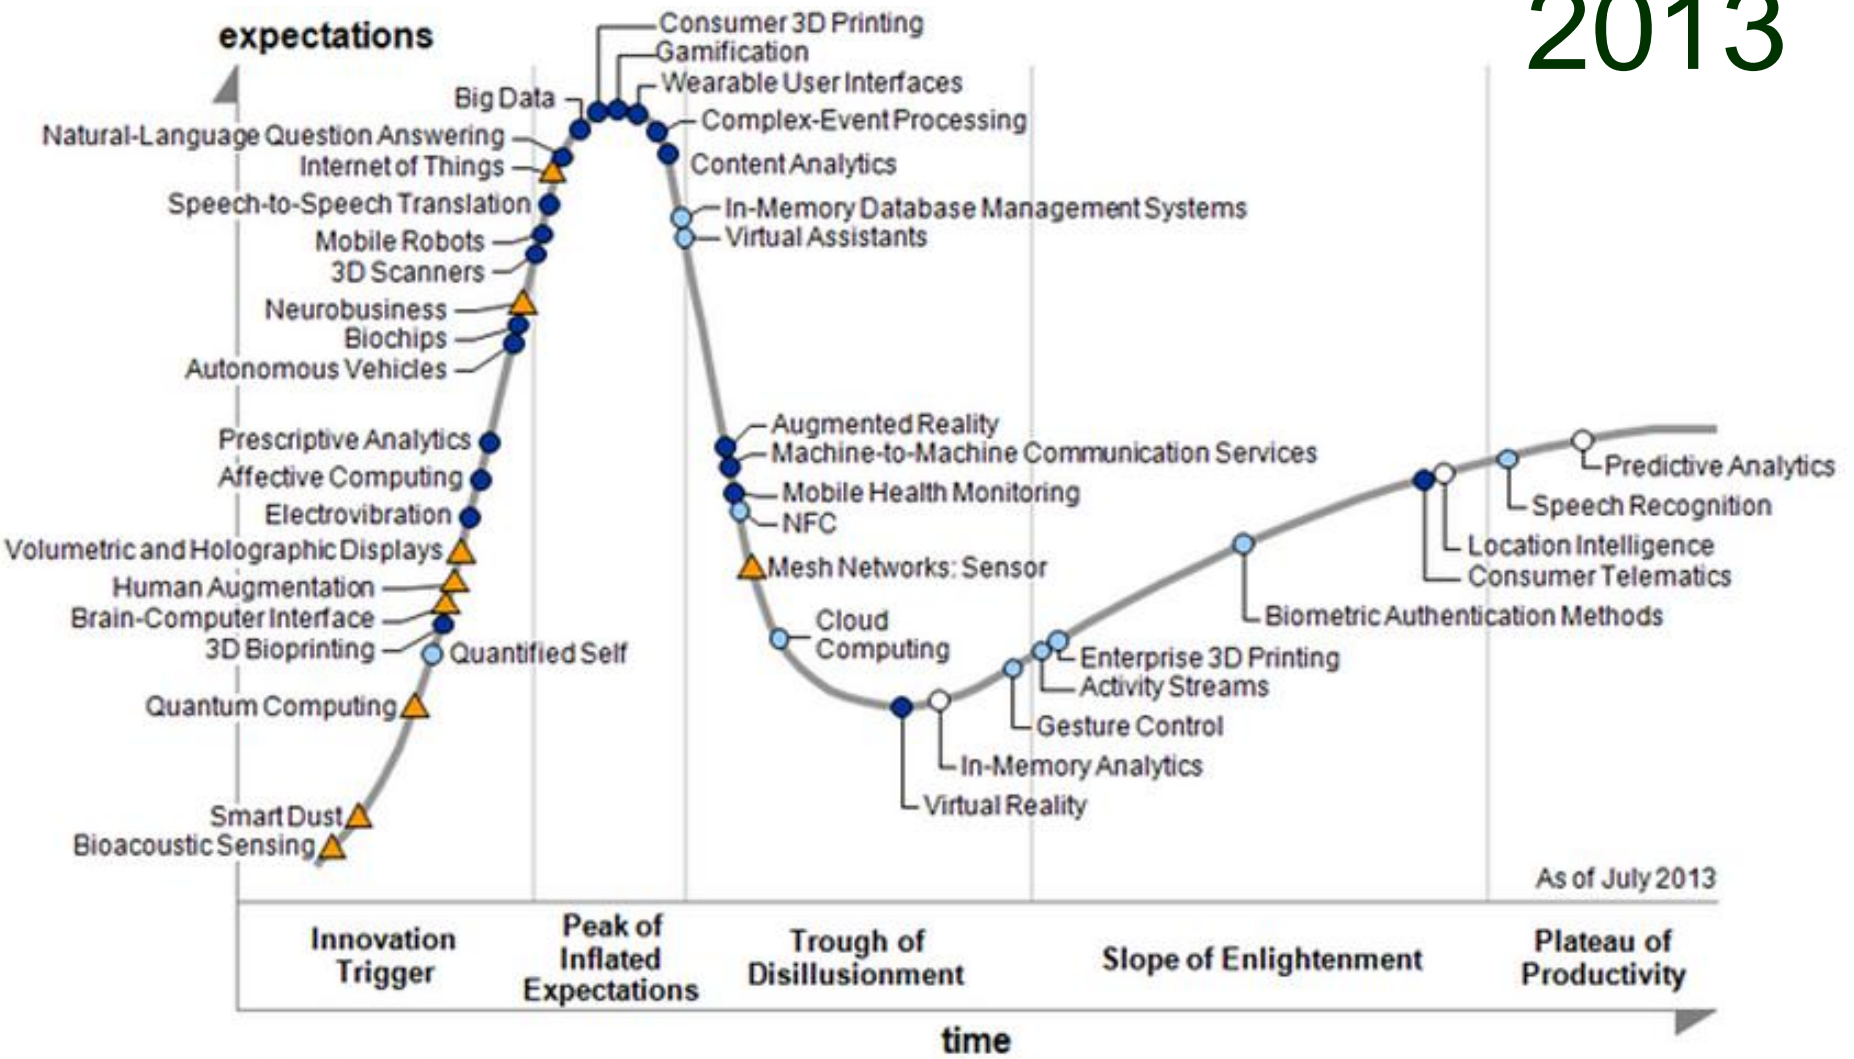 2013
expectations
Consumer 3D Printing
Gamification
Wearable User Interfaces
Big Data
Complex-Event Processing
Natural-Language Question Answering
Content Analytics
Internet of Things
Speech-to-Speech Translation
In-Memory Database Management Systems
Virtual Assistants
Mobile Robots
3D Scanners
Neurobusiness
Biochips
Autonomous Vehicles
Augmented Reality
Prescriptive Analytics
Machine-to-Machine Communication Services
Predictive Analytics
Affective Computing
Mobile Health Monitoring
Speech Recognition
Electrovibration
NFC
Location Intelligence
Volumetric and Holographic Displays
Mesh Networks: Sensor
Consumer Telematics
Human Augmentation
Brain-Computer Interface
Cloud
Computing
Biometric Authentication Methods
3D Bioprinting
Quantified Self
Enterprise 3D Printing
Activity Streams
Quantum Computing
Gesture Control
In-Memory Analytics
Virtual Reality
Smart Dust
Bioacoustic Sensing
As of July 2013
Innovation
Trigger
Peak of
Inflated
Expectations
Trough of
Disillusionment
Slope of Enlightenment
Plateau of
Productivity
time